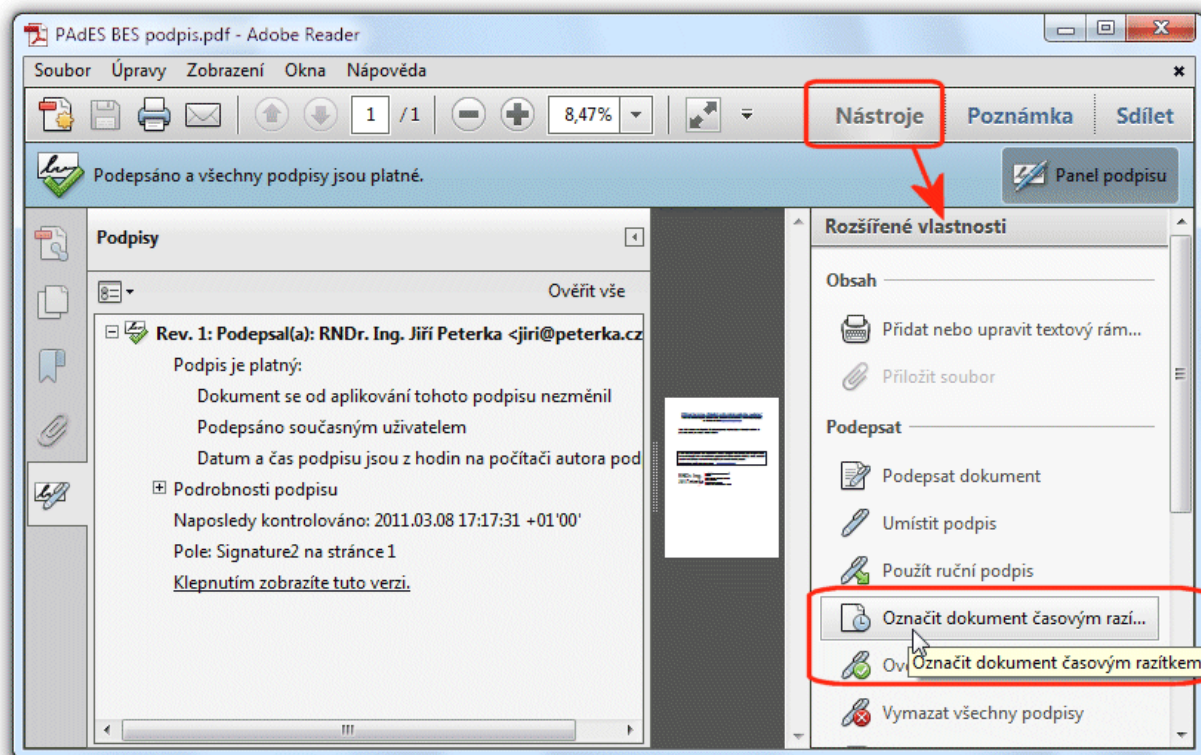 PAdES BES podpis.pdf - Adobe Reader
Soubor Úpravy Zobrazení Okna Nápověda
1 /1 8,47% Nástroje Poznámka Sdílet
Podepsáno a všechny podpisy jsou platné.
Panel podpisu
Podpisy
Ověřit vše
Rev. 1: Podepsal(a): RNDr. Ing. Jiří Peterka <jiri@peterka.cz
Podpis je platný:
Dokument se od aplikování tohoto podpisu nezměnil
Podepsáno současným uživatelem
Datum a čas podpisu jsou z hodin na počítači autora pod
Podrobnosti podpisu
Naposledy kontrolováno: 2011.03.08 17:17:31 +01'00'
Pole: Signature2 na stránce 1
Klepnutím zobrazíte tuto verzi.
Rozšířené vlastnosti
Obsah
Přidat nebo upravit textový rám...
Přiložit soubor
Podepsat
Podepsat dokument
Umístit podpis
Použít ruční podpis
Označit dokument časovým razí...
Ov
Označit dokument časovým razítkem
Vymazat všechny podpisy